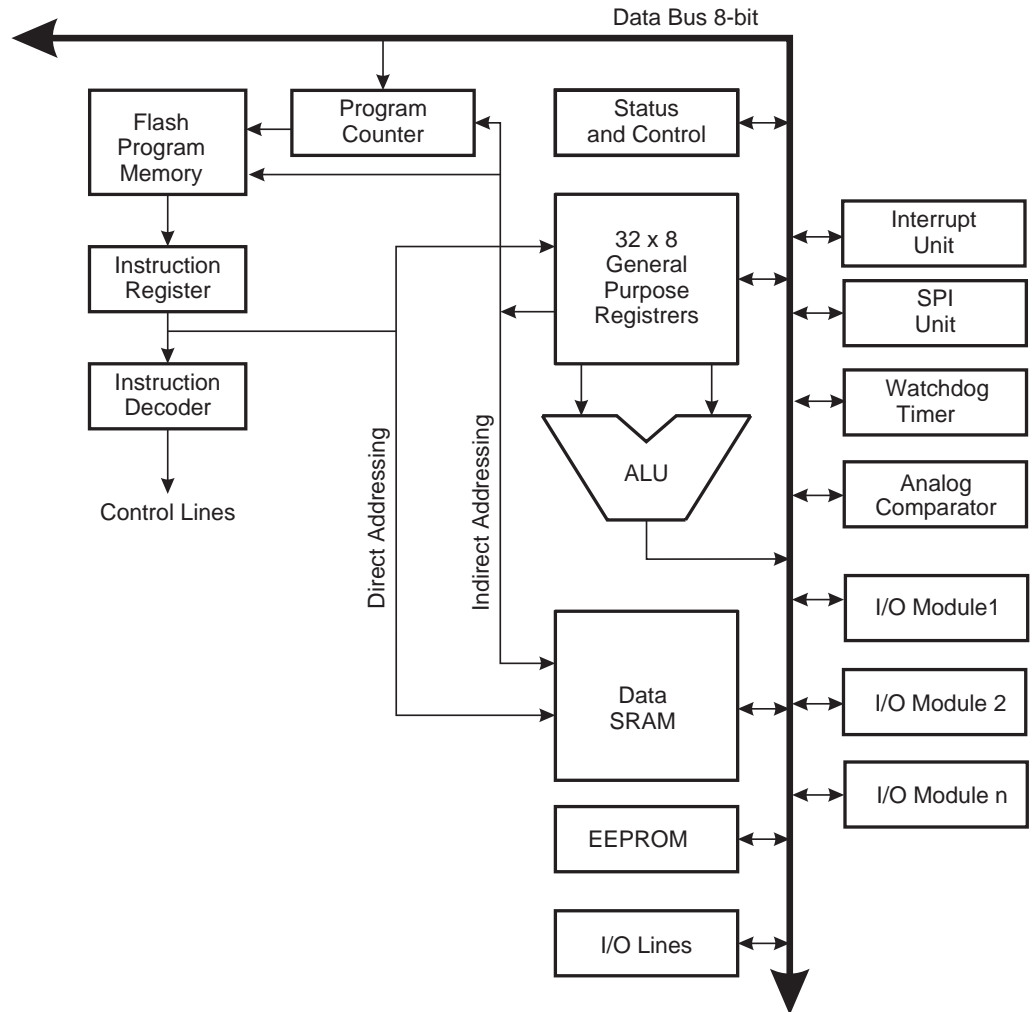 Data Bus 8-bit
Flash
Program
Memory
Program
Counter
Status
and Control
32 x 8
General
Purpose
Registrers
Interrupt
Unit
Instruction
Register
SPI
Unit
Instruction
Decoder
Watchdog
Timer
Direct Addressing
Indirect Addressing
ALU
Analog
Comparator
Control Lines
I/O Module1
Data
SRAM
I/O Module 2
I/O Module n
EEPROM
I/O Lines